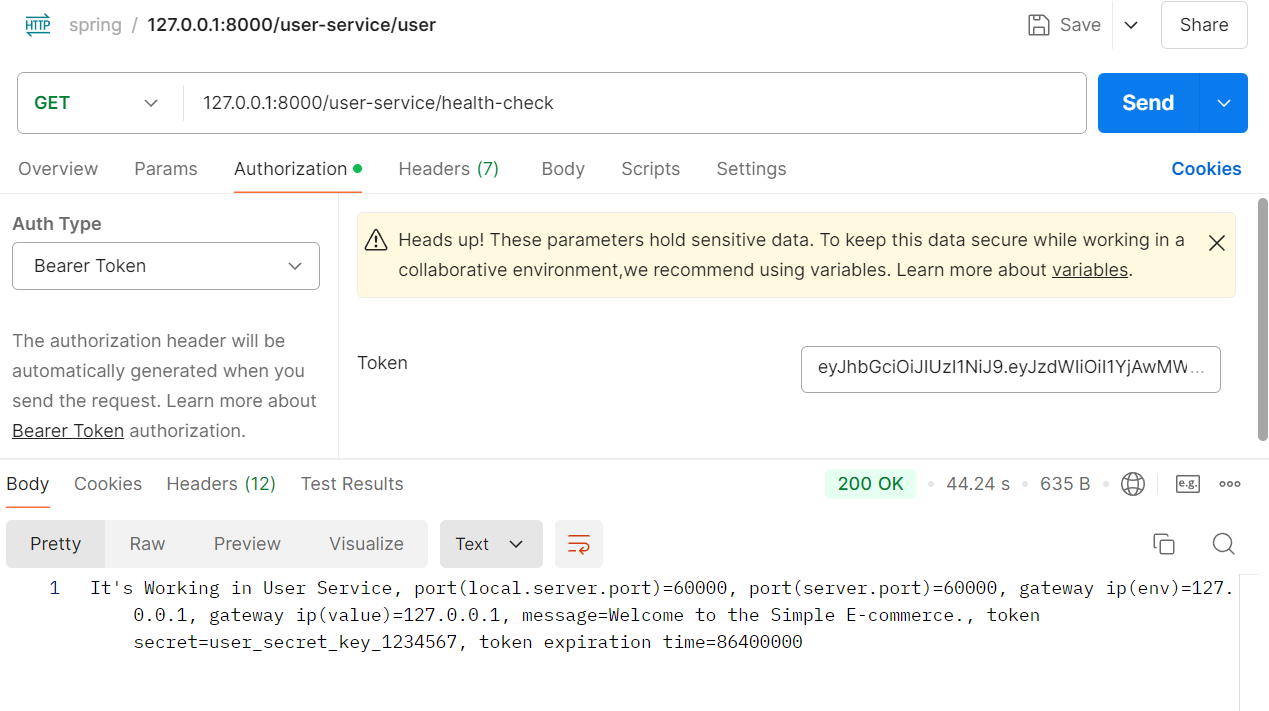 HTTP spring / 127.0.0.1:8000/user-service/user Save Share
GET 127.0.0.1:8000/user-service/health-check Send
Overview Params Authorization Headers (7) Body Scripts Settings Cookies
Auth Type
Bearer Token
The authorization header will be
automatically generated when you
send the request. Learn more about
Bearer Token authorization.
Heads up! These parameters hold sensitive data. To keep this data secure while working in a
collaborative environment,we recommend using variables. Learn more about variables.
Token eyJhbGciOiJIUzI1NiJ9.eyJzdWIiOiI1YjAwMW...
Body Cookies Headers (12) Test Results 200 OK 44.24 s 635 B e.g.
Pretty Raw Preview Visualize Text
1 It's Working in User Service, port(local.server.port)=60000, port(server.port)=60000, gateway ip(env)=127.
0.0.1, gateway ip(value)=127.0.0.1, message=Welcome to the Simple E-commerce., token
secret=user_secret_key_1234567, token expiration time=86400000